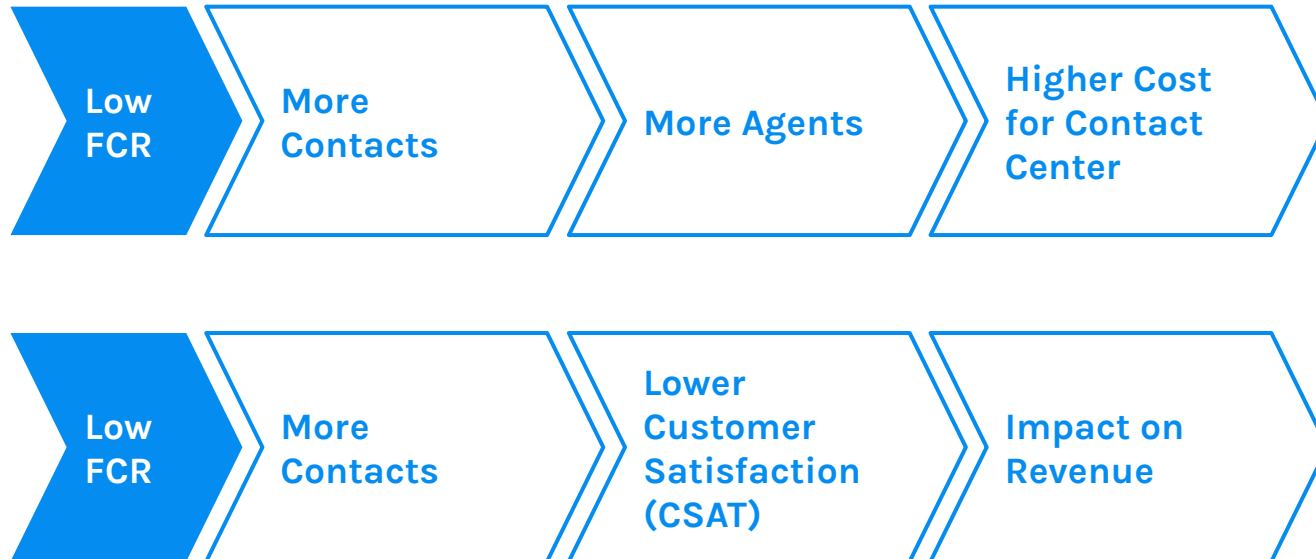 Low
FCR
More
Contacts
More Agents
Higher Cost
for Contact
Center
Low
FCR
More
Contacts
Lower
Customer
Satisfaction
(CSAT)
Impact on
Revenue